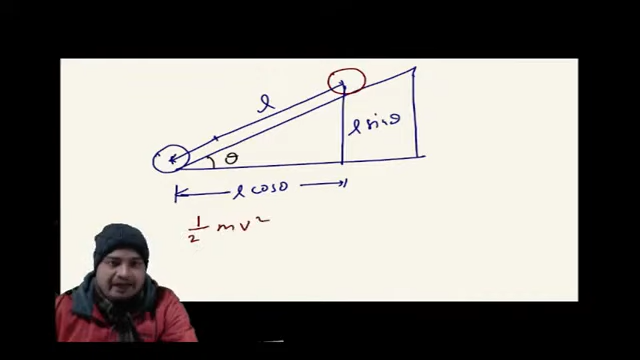 l
l sinθ
θ
l cosθ
1/2 mv²